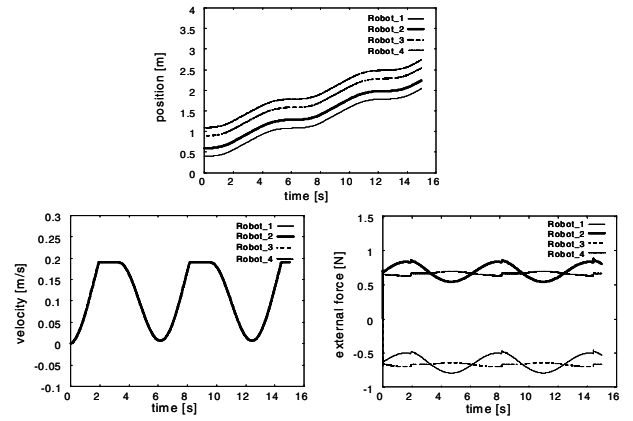 4
3.5
3
2.5
2
1.5
1
0.5
0
position [m]
Robot_1
Robot_2
Robot_3
Robot_4
0 2 4 6 8 10 12 14 16
time [s]
0.3
0.25
0.2
0.15
0.1
0.05
0
-0.05
-0.1
velocity [m/s]
Robot_1
Robot_2
Robot_3
Robot_4
0 2 4 6 8 10 12 14 16
time [s]
1.5
1
0.5
0
-0.5
-1
external force [N]
Robot_1
Robot_2
Robot_3
Robot_4
0 2 4 6 8 10 12 14 16
time [s]